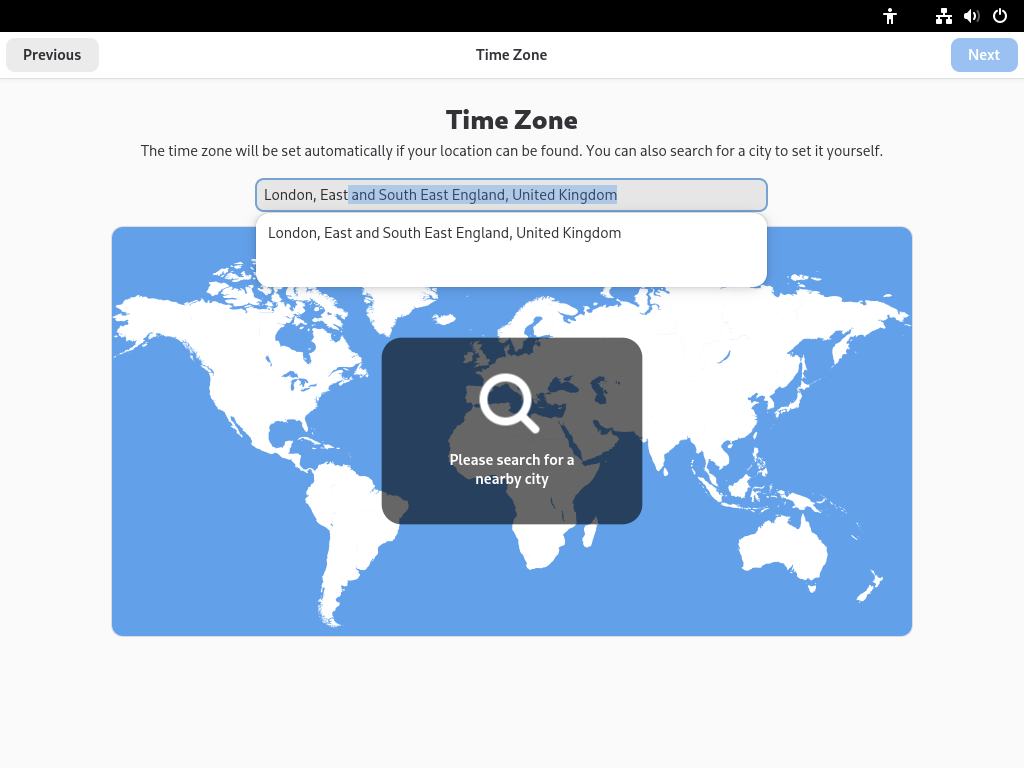 Previous
Time Zone
Next
Time Zone
The time zone will be set automatically if your location can be found. You can also search for a city to set it yourself.
London, East and South East England, United Kingdom
London, East and South East England, United Kingdom
Please search for a
nearby city